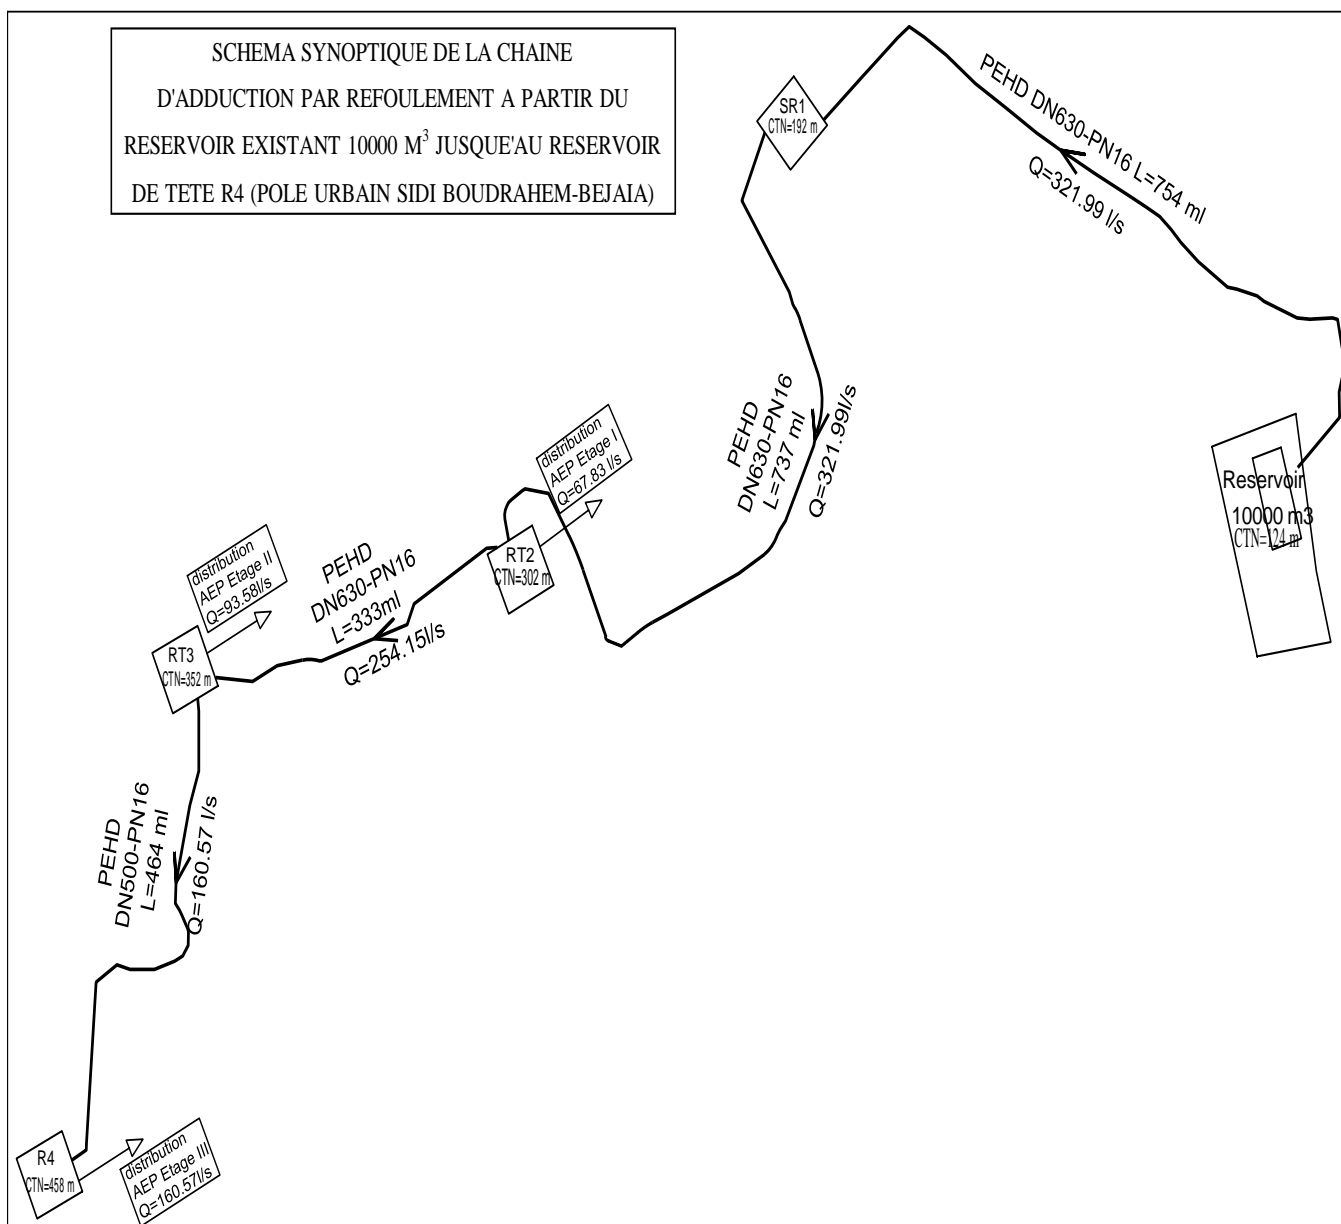 SCHEMA SYNOPTIQUE DE LA CHAINE
D'ADDUCTION PAR REFOULEMENT A PARTIR DU
RESERVOIR EXISTANT 10000 M³ JUSQUE'AU RESERVOIR
DE TETE R4 (POLE URBAIN SIDI BOUDRAHEM-BEJAIA)
SR1
CTN=192 m
PEHD DN630-PN16 L=754 ml
Q=321.99 l/s
Reservoir
10000 m3
CTN=124 m
PEHD
DN630-PN16
L=737 ml
Q=321.99l/s
distribution
AEP Etage I
Q=67.83 l/s
RT2
CTN=302 m
PEHD
DN630-PN16
L=333ml
Q=254.15l/s
distribution
AEP Etage II
Q=93.58l/s
RT3
CTN=352 m
PEHD
DN500-PN16
L=464 ml
Q=160.57 l/s
R4
CTN=458 m
distribution
AEP Etage III
Q=160.57l/s